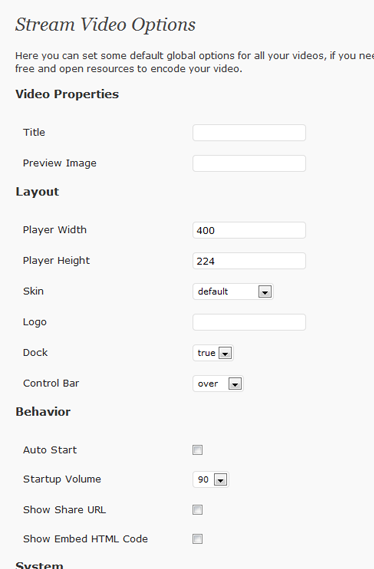 Stream Video Options
Here you can set some default global options for all your videos, if you
free and open resources to encode your video.
Video Properties
Title
Preview Image
Layout
Player Width 400
Player Height 224
Skin default
Logo
Dock true
Control Bar over
Behavior
Auto Start
Startup Volume 90
Show Share URL
Show Embed HTML Code
System